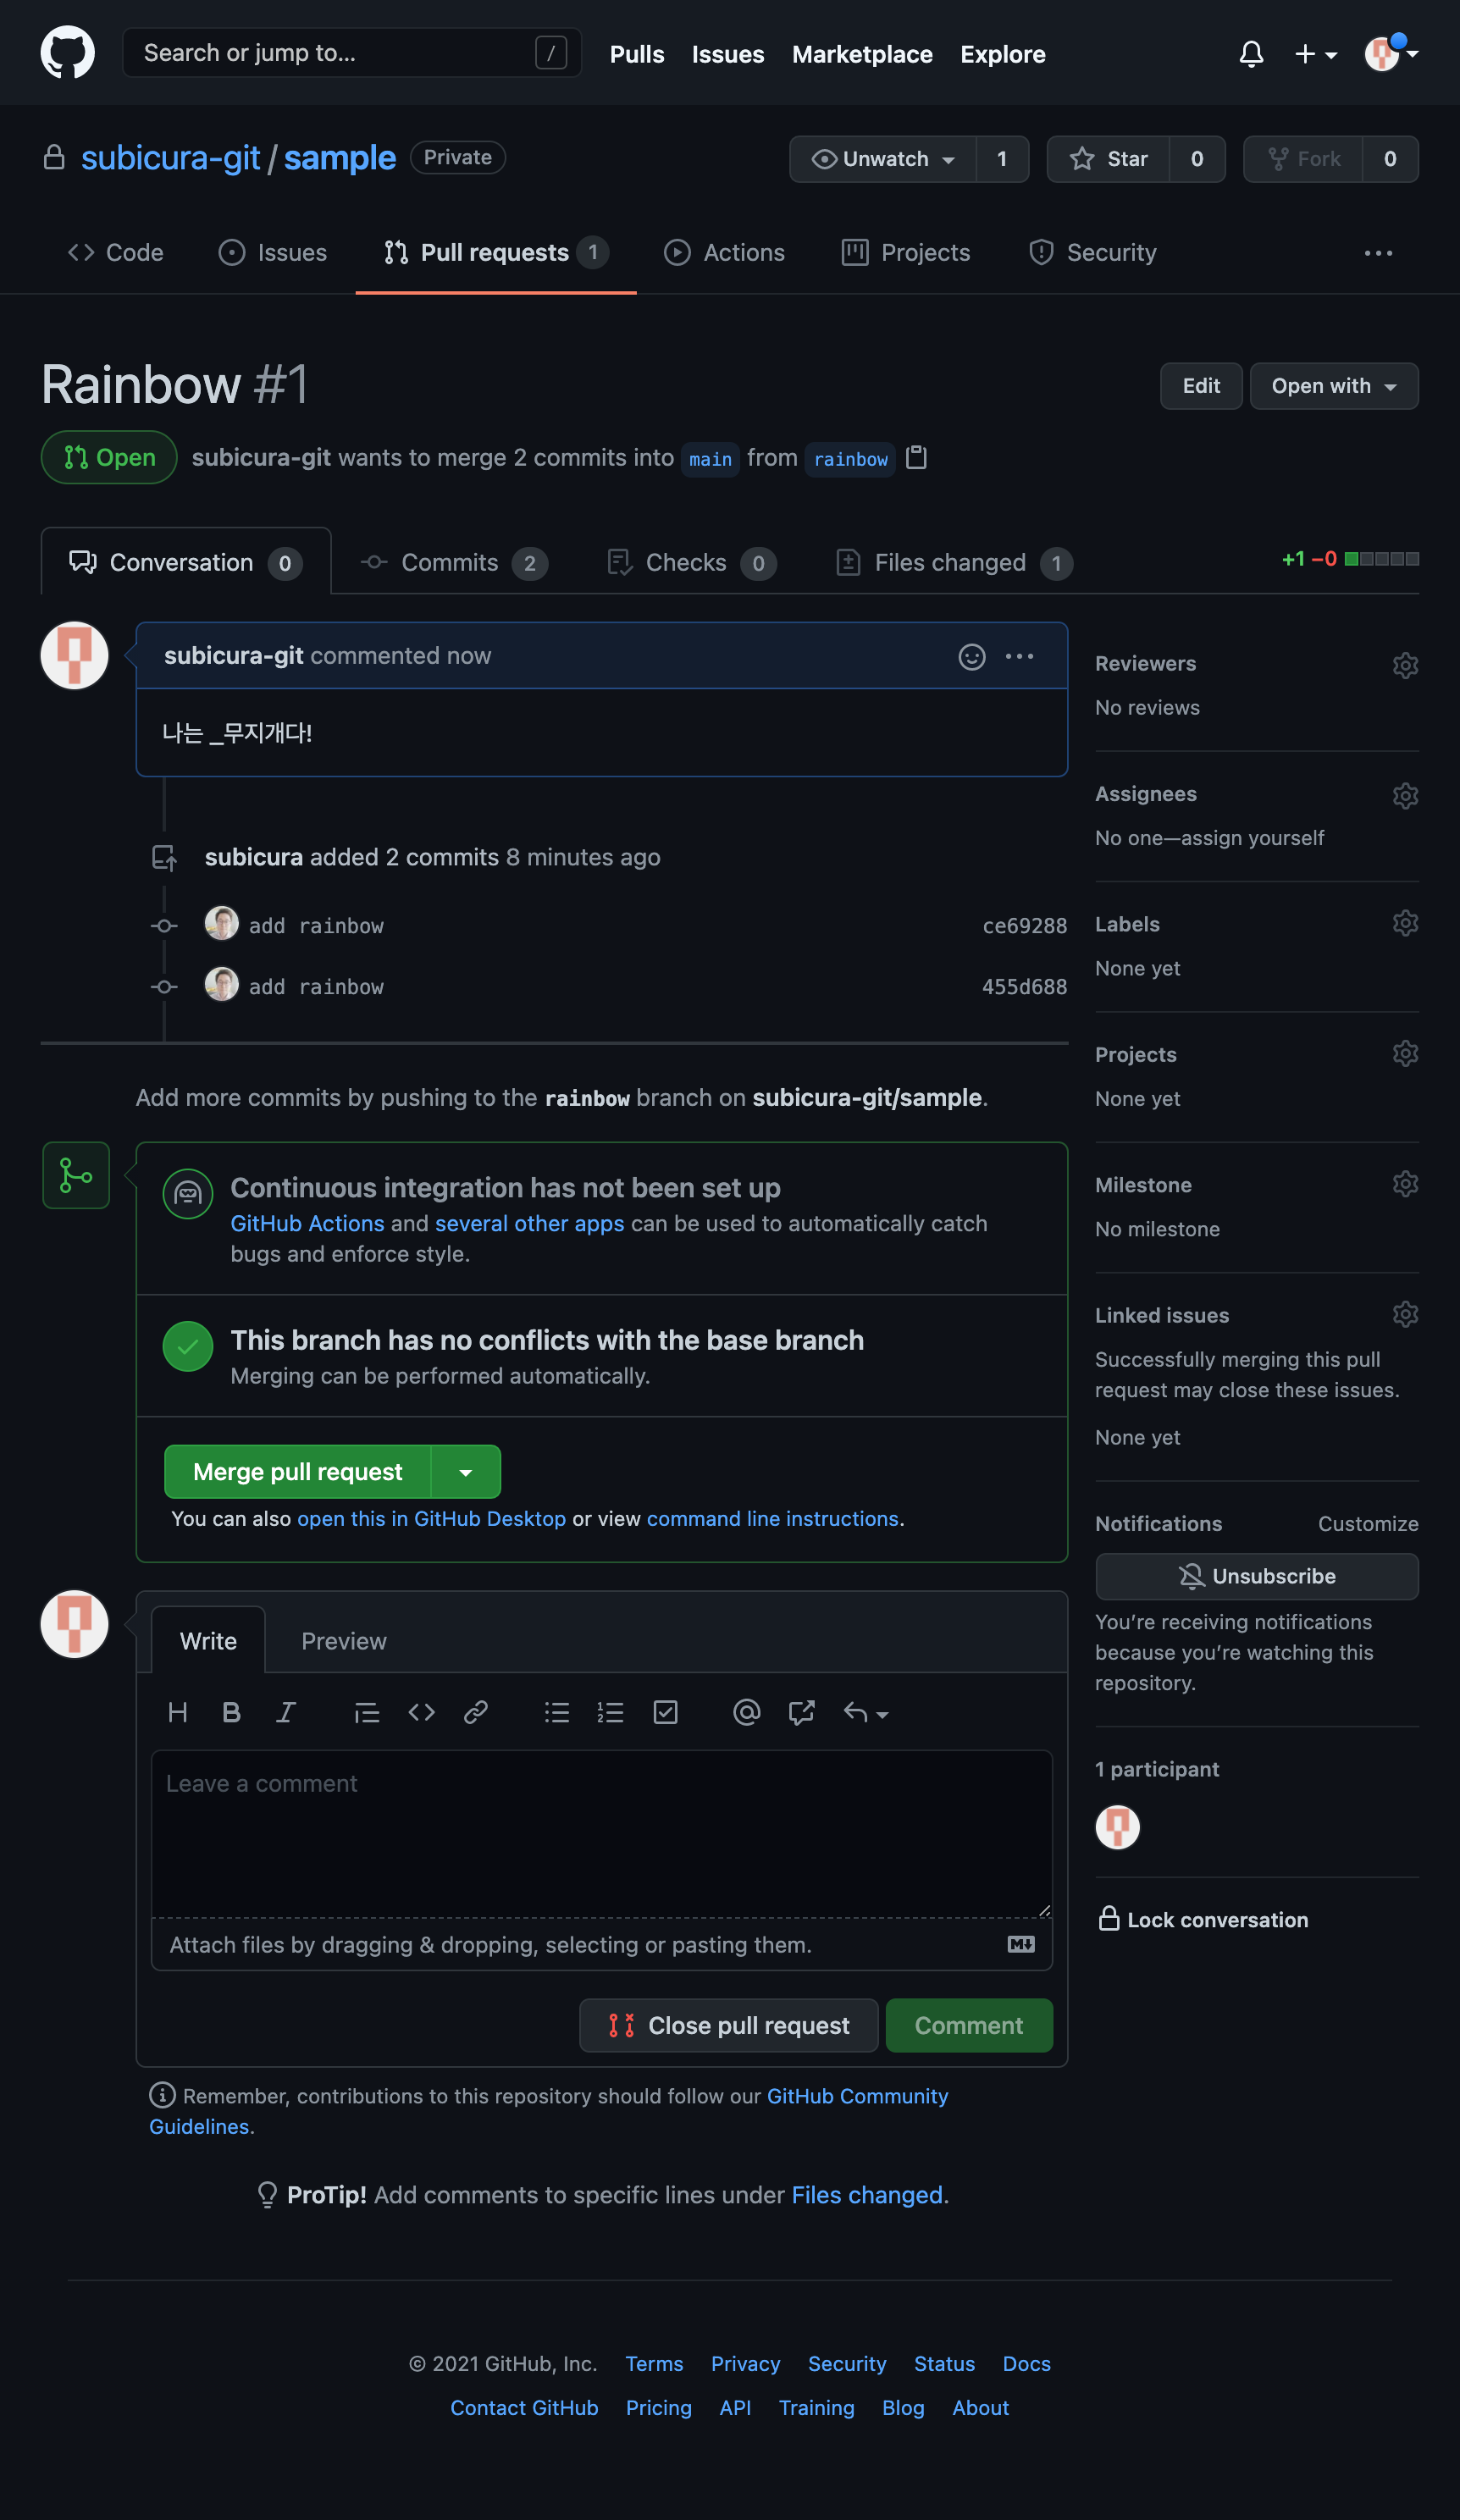 Search or jump to... /
Pulls Issues Marketplace Explore
subicura-git / sample Private
Unwatch 1 Star 0 Fork 0
Code Issues Pull requests 1 Actions Projects Security
Rainbow #1
Edit Open with
Open subicura-git wants to merge 2 commits into main from rainbow
Conversation 0 Commits 2 Checks 0 Files changed 1 +1 −0
subicura-git commented now
나는 _무지개다!
subicura added 2 commits 8 minutes ago
add rainbow ce69288
add rainbow 455d688
Add more commits by pushing to the rainbow branch on subicura-git/sample.
Continuous integration has not been set up
GitHub Actions and several other apps can be used to automatically catch
bugs and enforce style.
This branch has no conflicts with the base branch
Merging can be performed automatically.
Merge pull request
You can also open this in GitHub Desktop or view command line instructions.
Write Preview
Leave a comment
Attach files by dragging & dropping, selecting or pasting them.
Close pull request Comment
Remember, contributions to this repository should follow our GitHub Community
Guidelines.
ProTip! Add comments to specific lines under Files changed.
Reviewers
No reviews
Assignees
No one—assign yourself
Labels
None yet
Projects
None yet
Milestone
No milestone
Linked issues
Successfully merging this pull
request may close these issues.
None yet
Notifications Customize
Unsubscribe
You’re receiving notifications
because you’re watching this
repository.
1 participant
Lock conversation
© 2021 GitHub, Inc. Terms Privacy Security Status Docs
Contact GitHub Pricing API Training Blog About